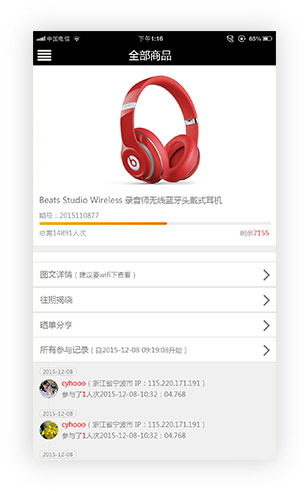 中国电信 下午1:16 65%
全部商品
Beats Studio Wireless 录音师无线蓝牙头戴式耳机
期号：2015110877
总需14891人次 剩余7155
图文详情（建议要wifi下查看）
往期揭晓
晒单分享
所有参与记录（自2015-12-08 09:19:08开始）
2015-12-08
cyhooo（浙江省宁波市 IP：115.220.171.191）
参与了1人次2015-12-08-10:32：04.768
2015-12-08
cyhooo（浙江省宁波市 IP：115.220.171.191）
参与了1人次2015-12-08-10:32：04.768
2015-12-08